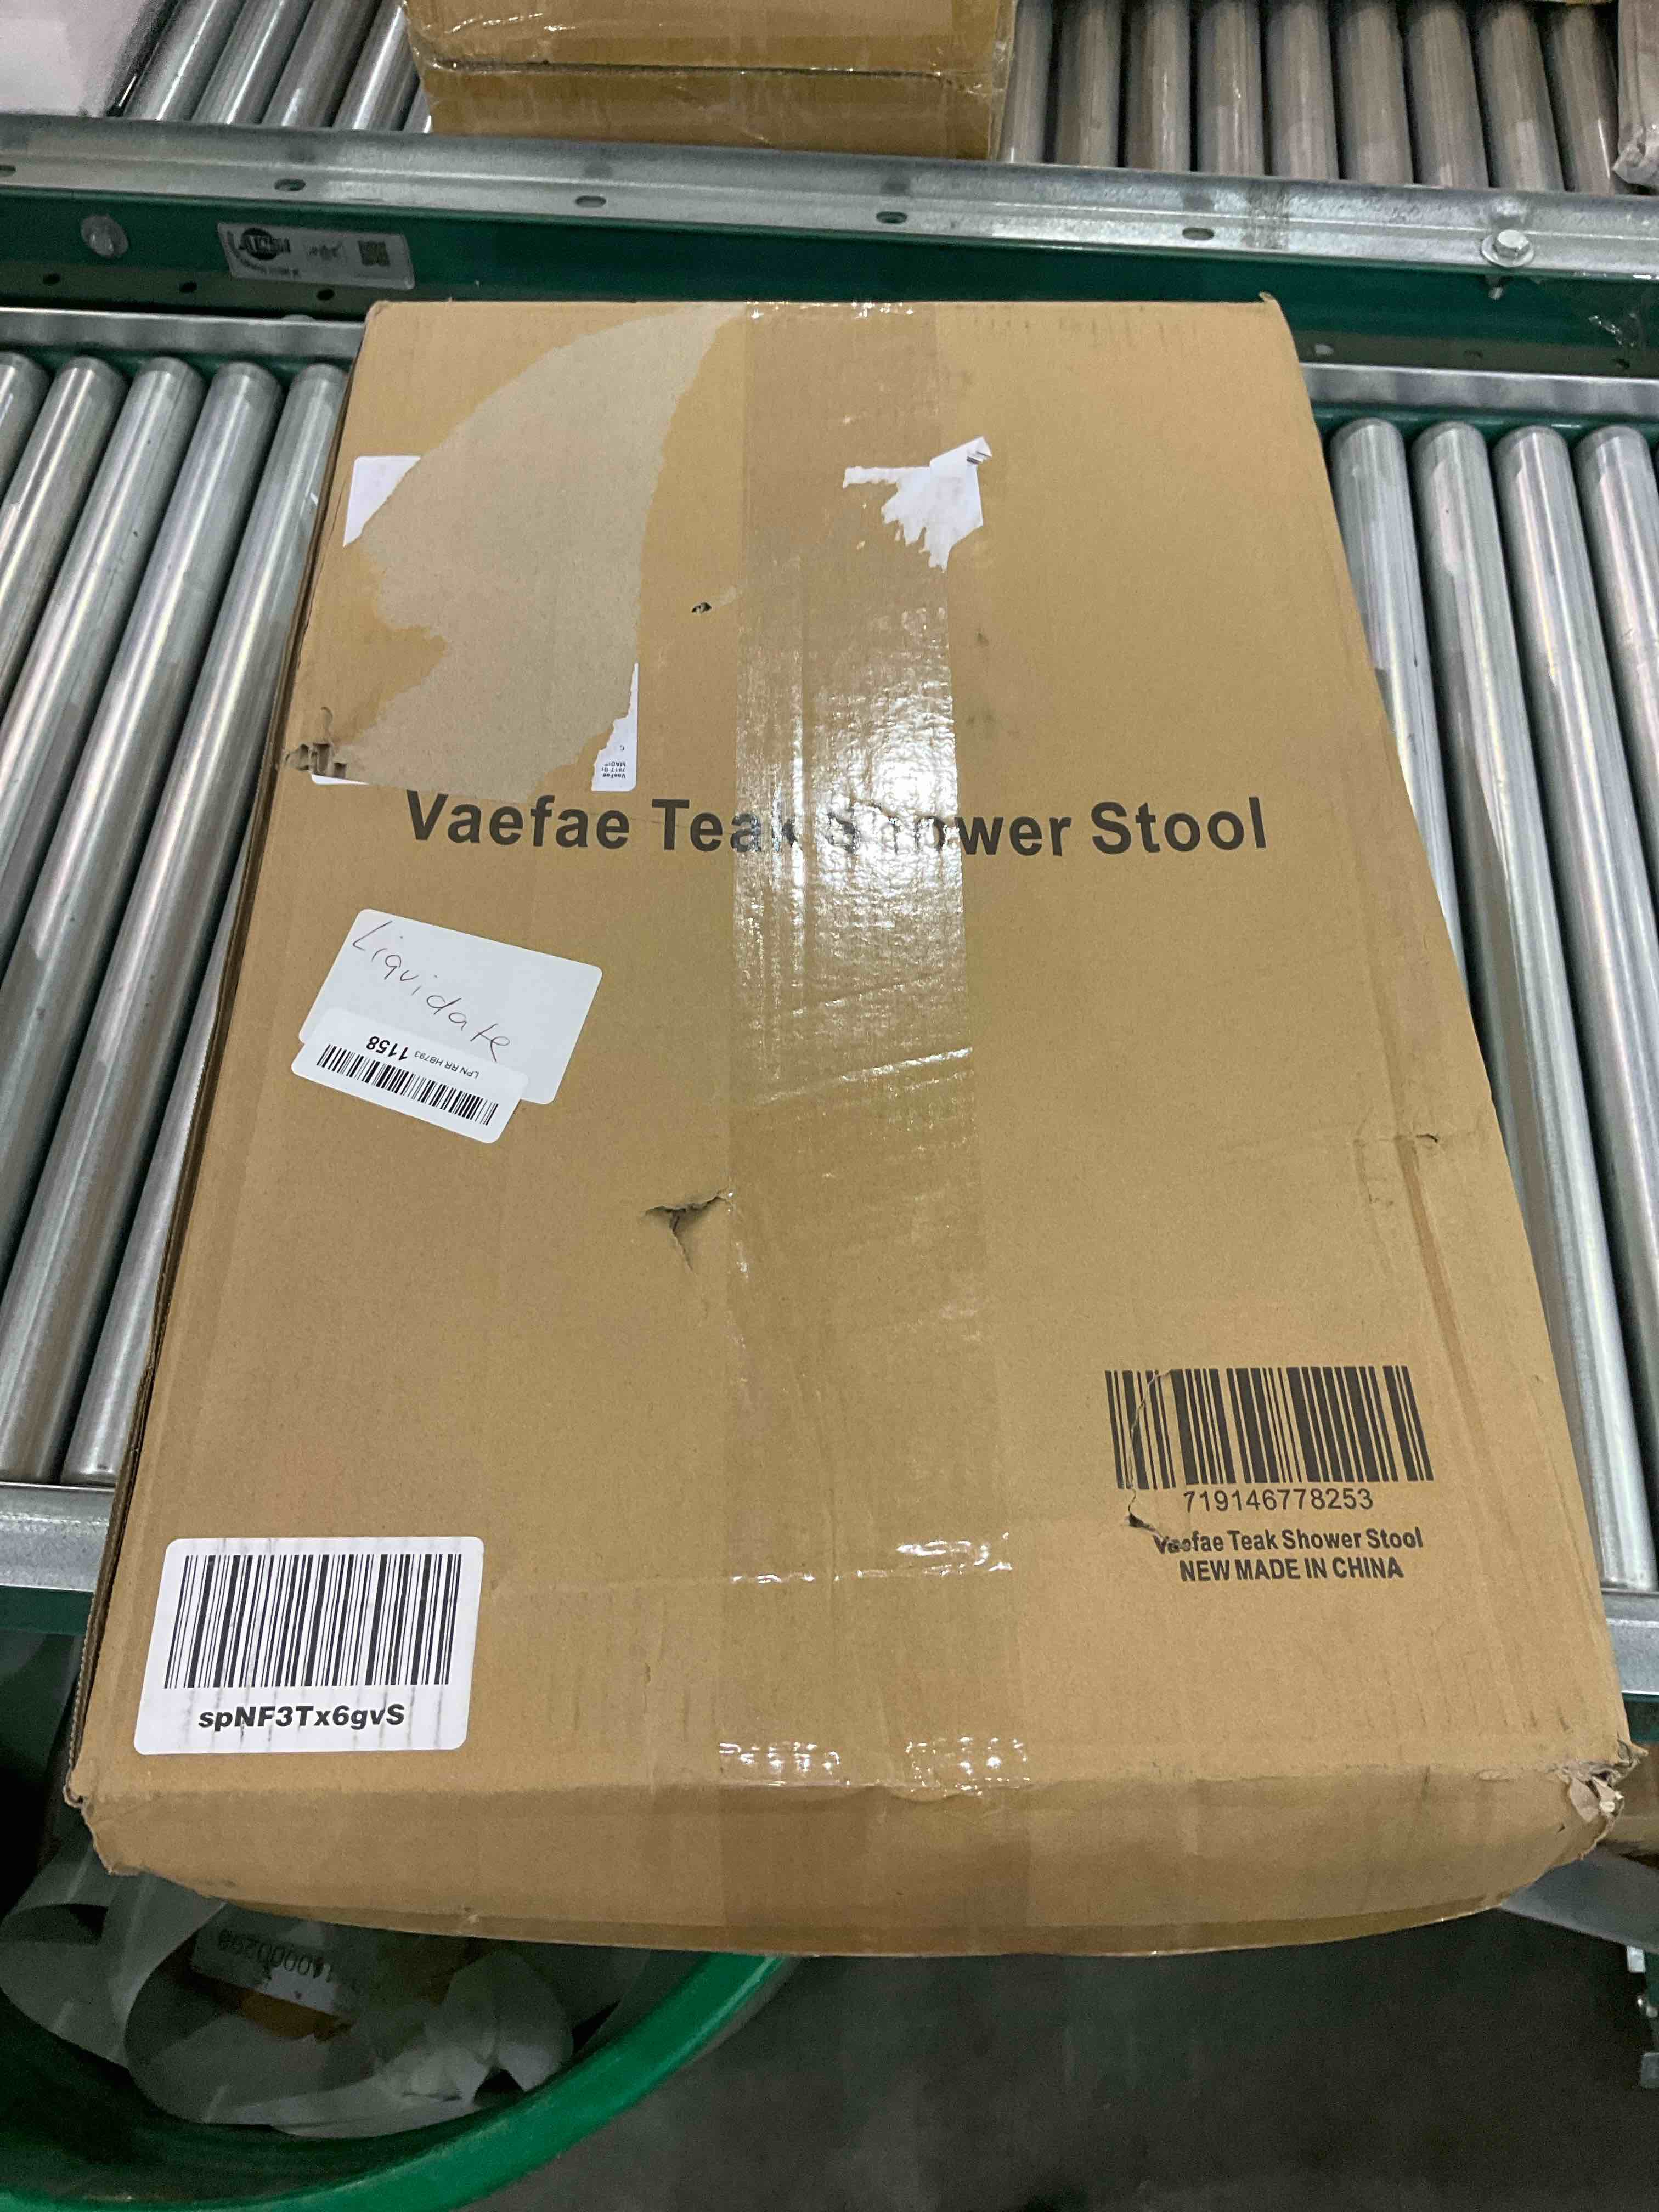 VaeFae
Vaefae Teak Shower Stool
Liquidate
LPN RR HB793 1158
719146778253
Vaefae Teak Shower Stool
NEW MADE IN CHINA
spNF3Tx6gvS